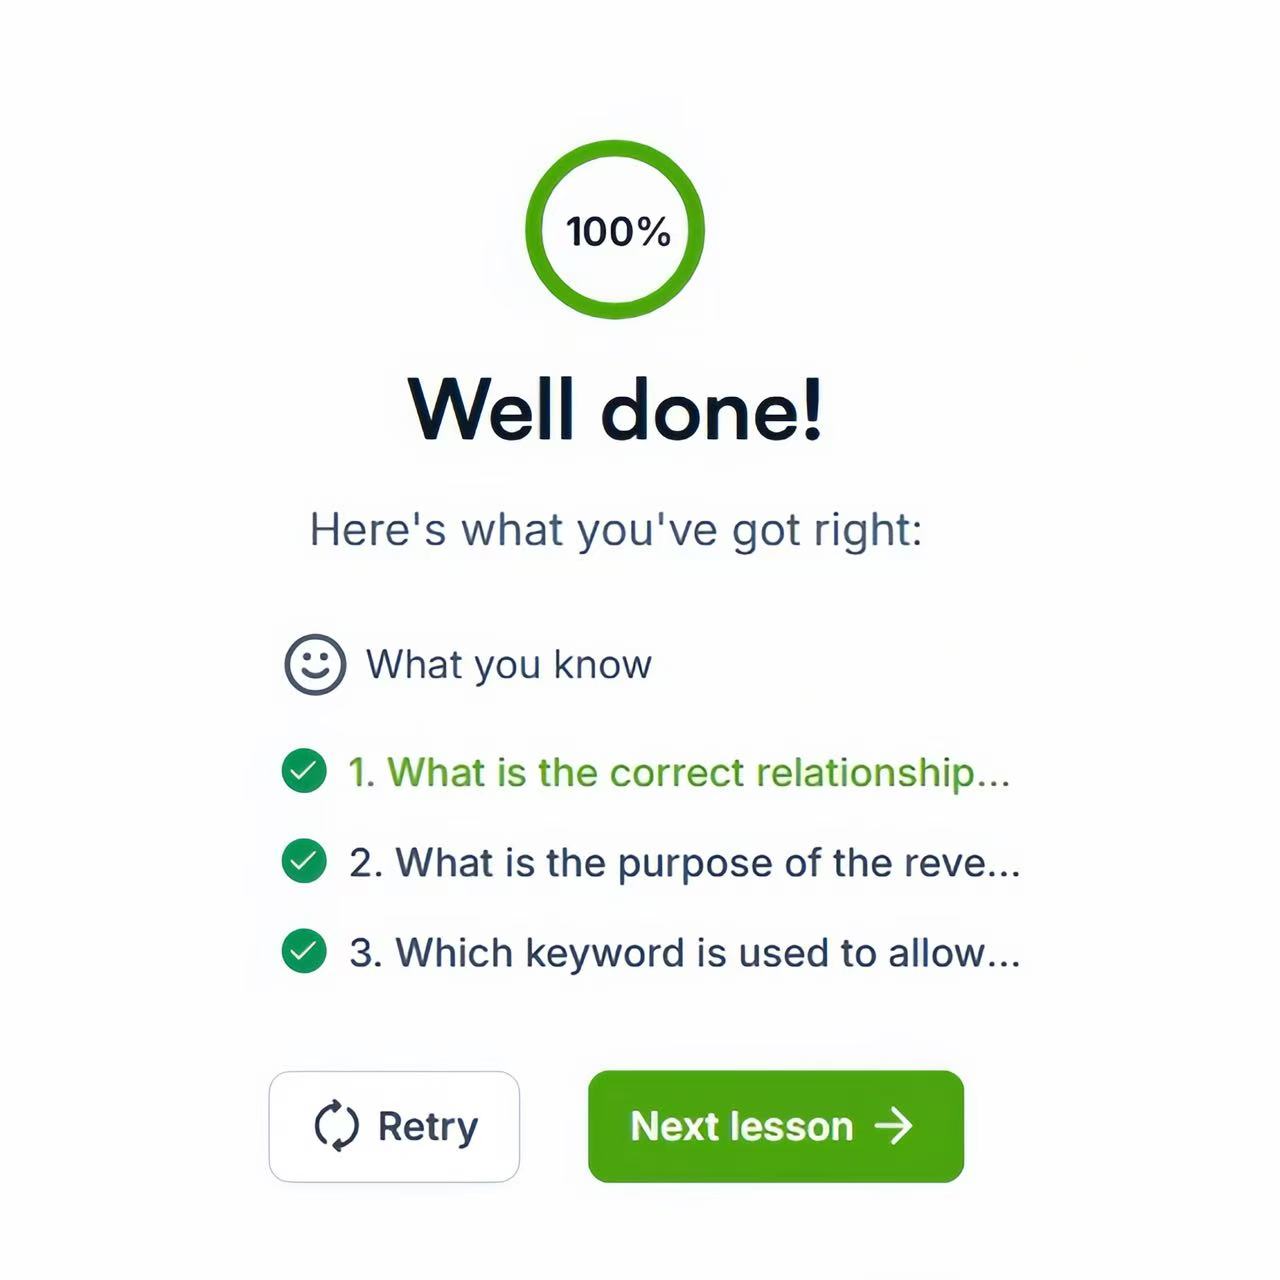 100%
Well done!
Here's what you've got right:
What you know
1. What is the correct relationship...
2. What is the purpose of the reve...
3. Which keyword is used to allow...
Retry
Next lesson →